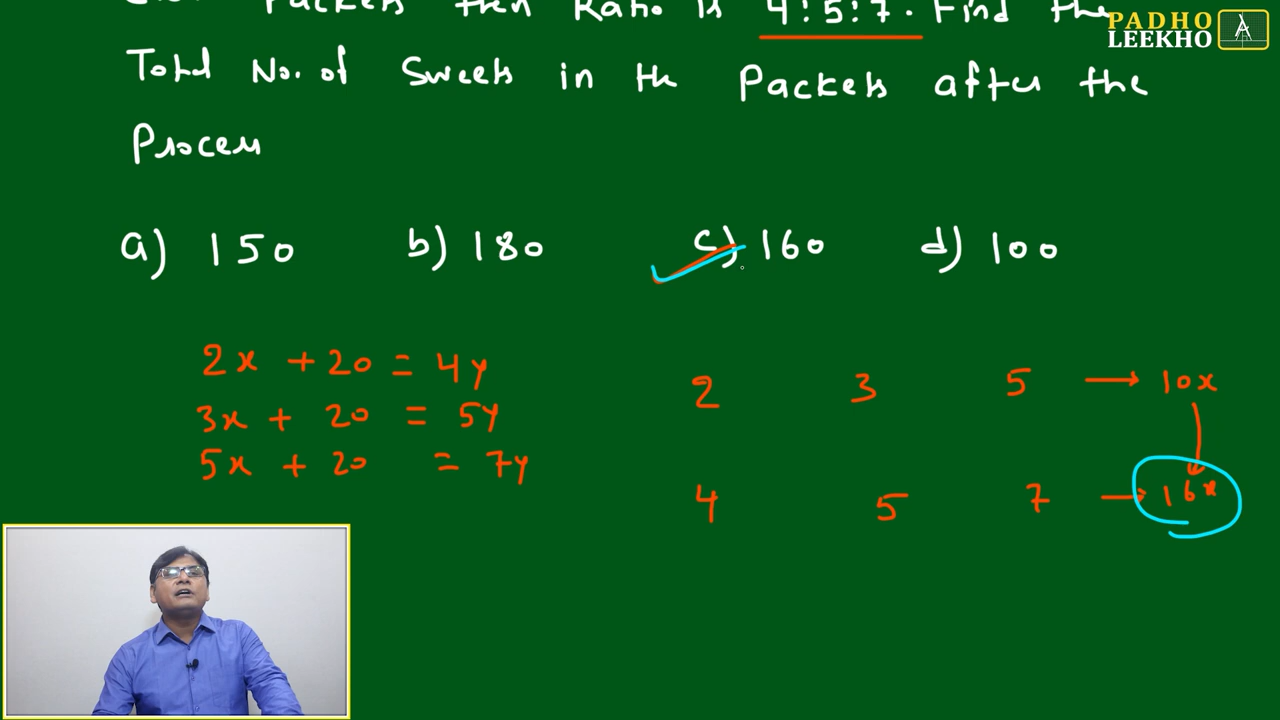 Packets then Ratio is 4:5:7. Find the
PADHO
LEEKHO
Total No. of Sweets in the Packets after the
Process
a) 150 b) 180 c) 160 d) 100
2x + 20 = 4y
3x + 20 = 5y
5x + 20 = 7y
2 3 5 → 10x
4 5 7 → 16x